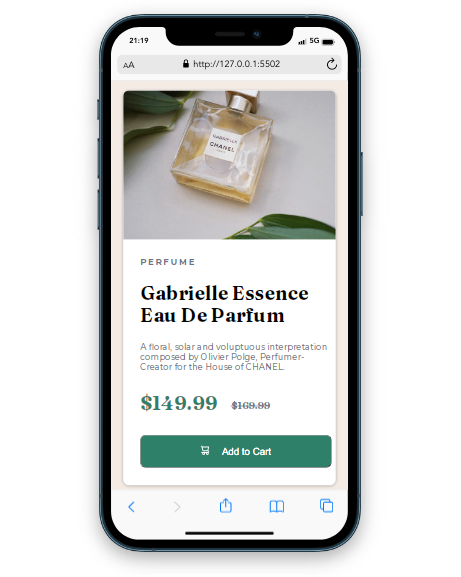 21:19
5G
AA
http://127.0.0.1:5502
GABRIELLE
CHANEL
PERFUME
Gabrielle Essence
Eau De Parfum
A floral, solar and voluptuous interpretation
composed by Olivier Polge, Perfumer-
Creator for the House of CHANEL.
$149.99 $169.99
Add to Cart